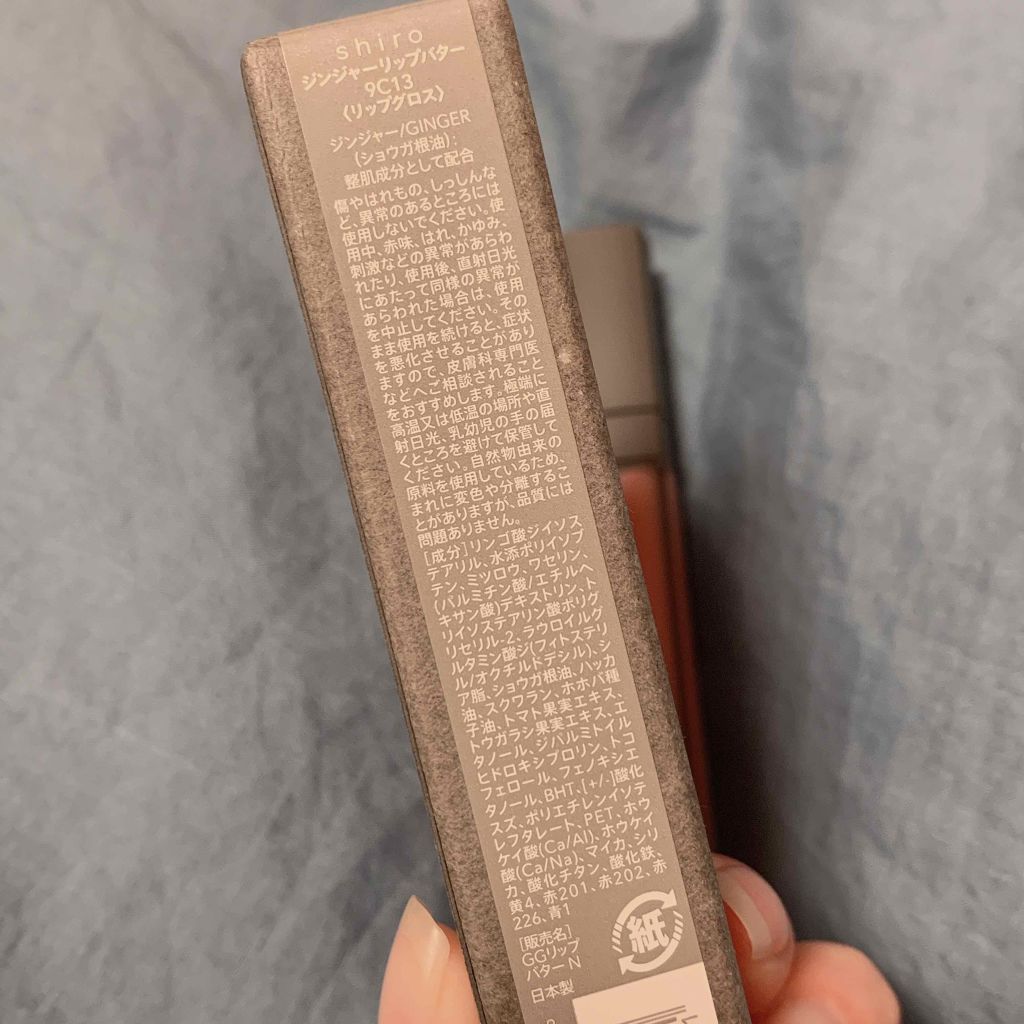 shiro
ジンジャーリップバター
9C13
〈リップグロス〉
ジンジャー/GINGER
(ショウガ根油):
整肌成分として配合
傷やはれもの、しっしんな
ど、異常のあるところには
使用しないでください。使
用中、赤味、はれ、かゆみ、
刺激などの異常があらわ
れたり、使用後、直射日光
にあたって同様の異常が
あらわれた場合は、使用
を中止してください。その
まま使用を続けると、症状
を悪化させることがあり
ますので、皮膚科専門医
などへご相談されること
をおすすめします。極端に
高温又は低温の場所や直
射日光、乳幼児の手の届
くところを避けて保管して
ください。自然物由来の
原料を使用しているため、
まれに変色や分離するこ
とがありますが、品質には
問題ありません。
[成分]リンゴ酸ジイソス
テアリル、水添ポリイソブ
テン、ミツロウ、ワセリン、
(パルミチン酸/エチルヘ
キサン酸)デキストリン、ト
リイソステアリン酸ポリグ
リセリル-2、ラウロイルグ
ルタミン酸ジ(フィトステリ
ル/オクチルドデシル)、シ
ア脂、ショウガ根油、ハッカ
油、スクワラン、ホホバ種
子油、トマト果実エキス、
トウガラシ果実エキス、エ
タノール、ジパルミトイル
ヒドロキシプロリン、トコ
フェロール、フェノキシエ
タノール、BHT、[+/-]酸化
スズ、ポリエチレンイソテ
レフタレート、PET、ホウ
ケイ酸(Ca/Al)、ホウケイ
酸(Ca/Na)、マイカ、シリ
カ、酸化チタン、酸化鉄、
黄4、赤201、赤202、赤
226、青1
[販売名]
GGリップ
バター N
日本製
紙